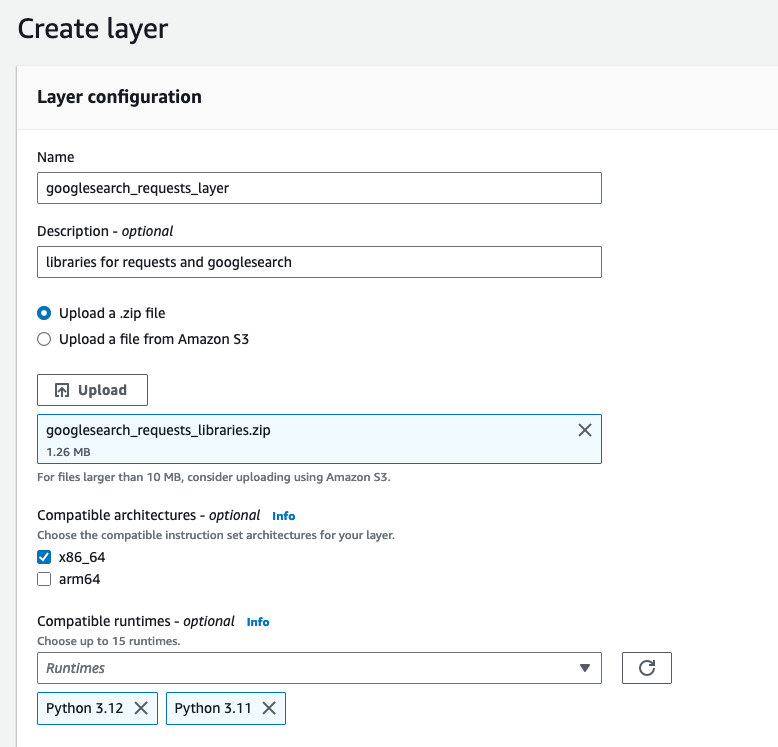 Create layer
Layer configuration
Name
googlesearch_requests_layer
Description - optional
libraries for requests and googlesearch
Upload a .zip file
Upload a file from Amazon S3
Upload
googlesearch_requests_libraries.zip
1.26 MB
For files larger than 10 MB, consider uploading using Amazon S3.
Compatible architectures - optional Info
Choose the compatible instruction set architectures for your layer.
x86_64
arm64
Compatible runtimes - optional Info
Choose up to 15 runtimes.
Runtimes
Python 3.12 Python 3.11